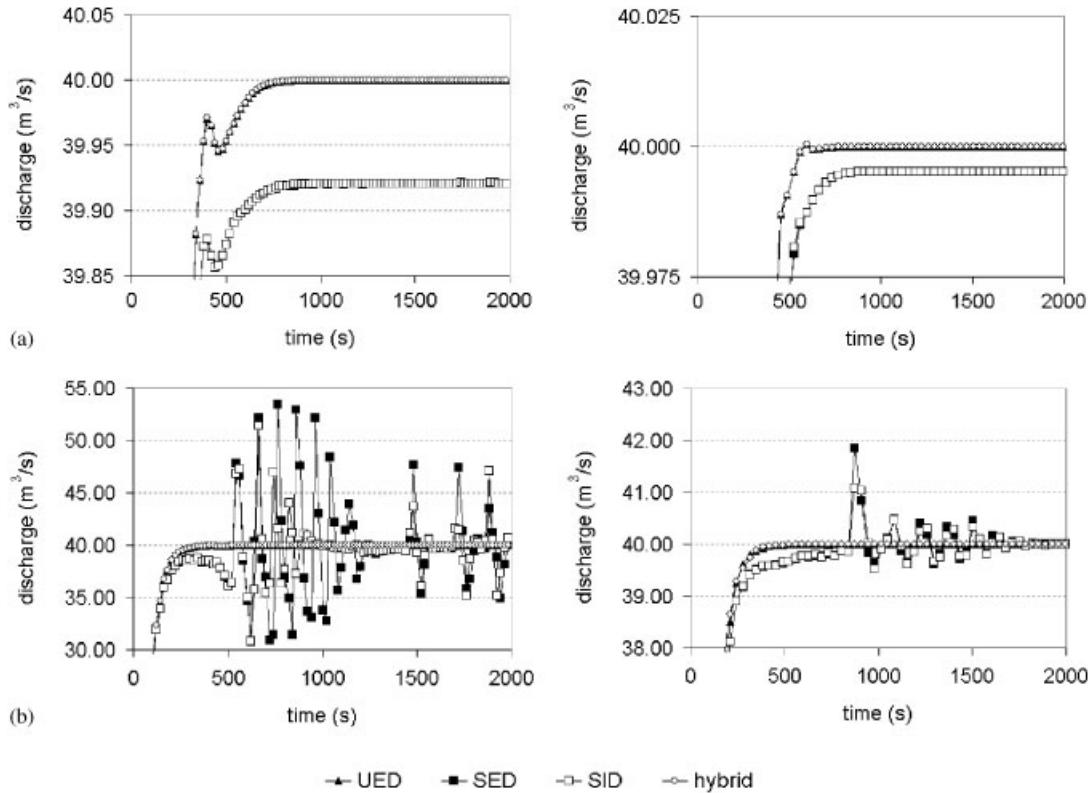 40.05
40.00
39.95
39.90
39.85
discharge (m³/s)
0 500 1000 1500 2000
time (s)
40.025
40.000
39.975
discharge (m³/s)
0 500 1000 1500 2000
time (s)
(a)
55.00
50.00
45.00
40.00
35.00
30.00
discharge (m³/s)
0 500 1000 1500 2000
time (s)
43.00
42.00
41.00
40.00
39.00
38.00
discharge (m³/s)
0 500 1000 1500 2000
time (s)
(b)
UED SED SID hybrid